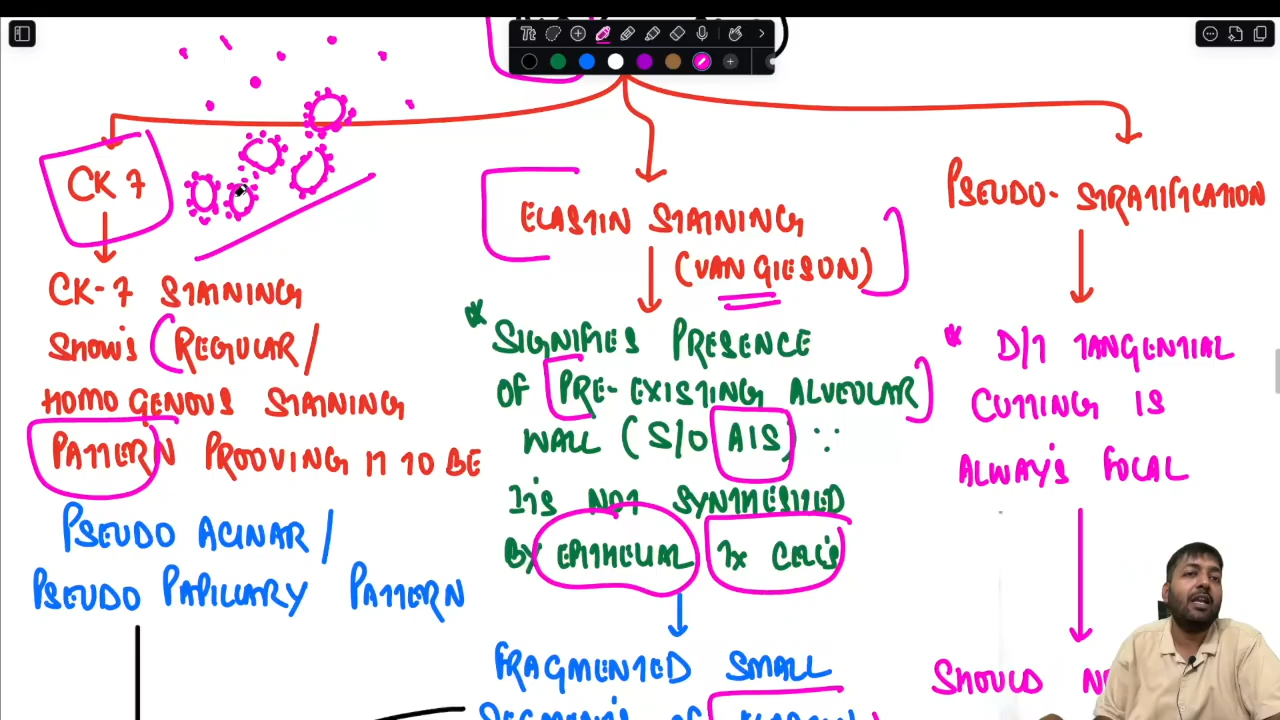 CK 7
CK-7 STAINING
SHOWS (REGULAR/
HOMOGENOUS STAINING
PATTERN PROOVING IT TO BE
PSEUDO ACINAR/
PSEUDO PAPILLARY PATTERN
ELASTIN STAINING
(VAN GIESON)
* SIGNIFIES PRESENCE
OF PRE-EXISTING ALVEOLAR
WALL (S/O AIS) ∵
IT'S NOT SYNTHESIZED
BY EPITHELIAL Tx CELLS
FRAGMENTED SMALL
SEGMENTS OF
PSEUDO-STRATIFICATION
* D/T TANGENTIAL
CUTTING IS
ALWAYS FOCAL
SHOULD